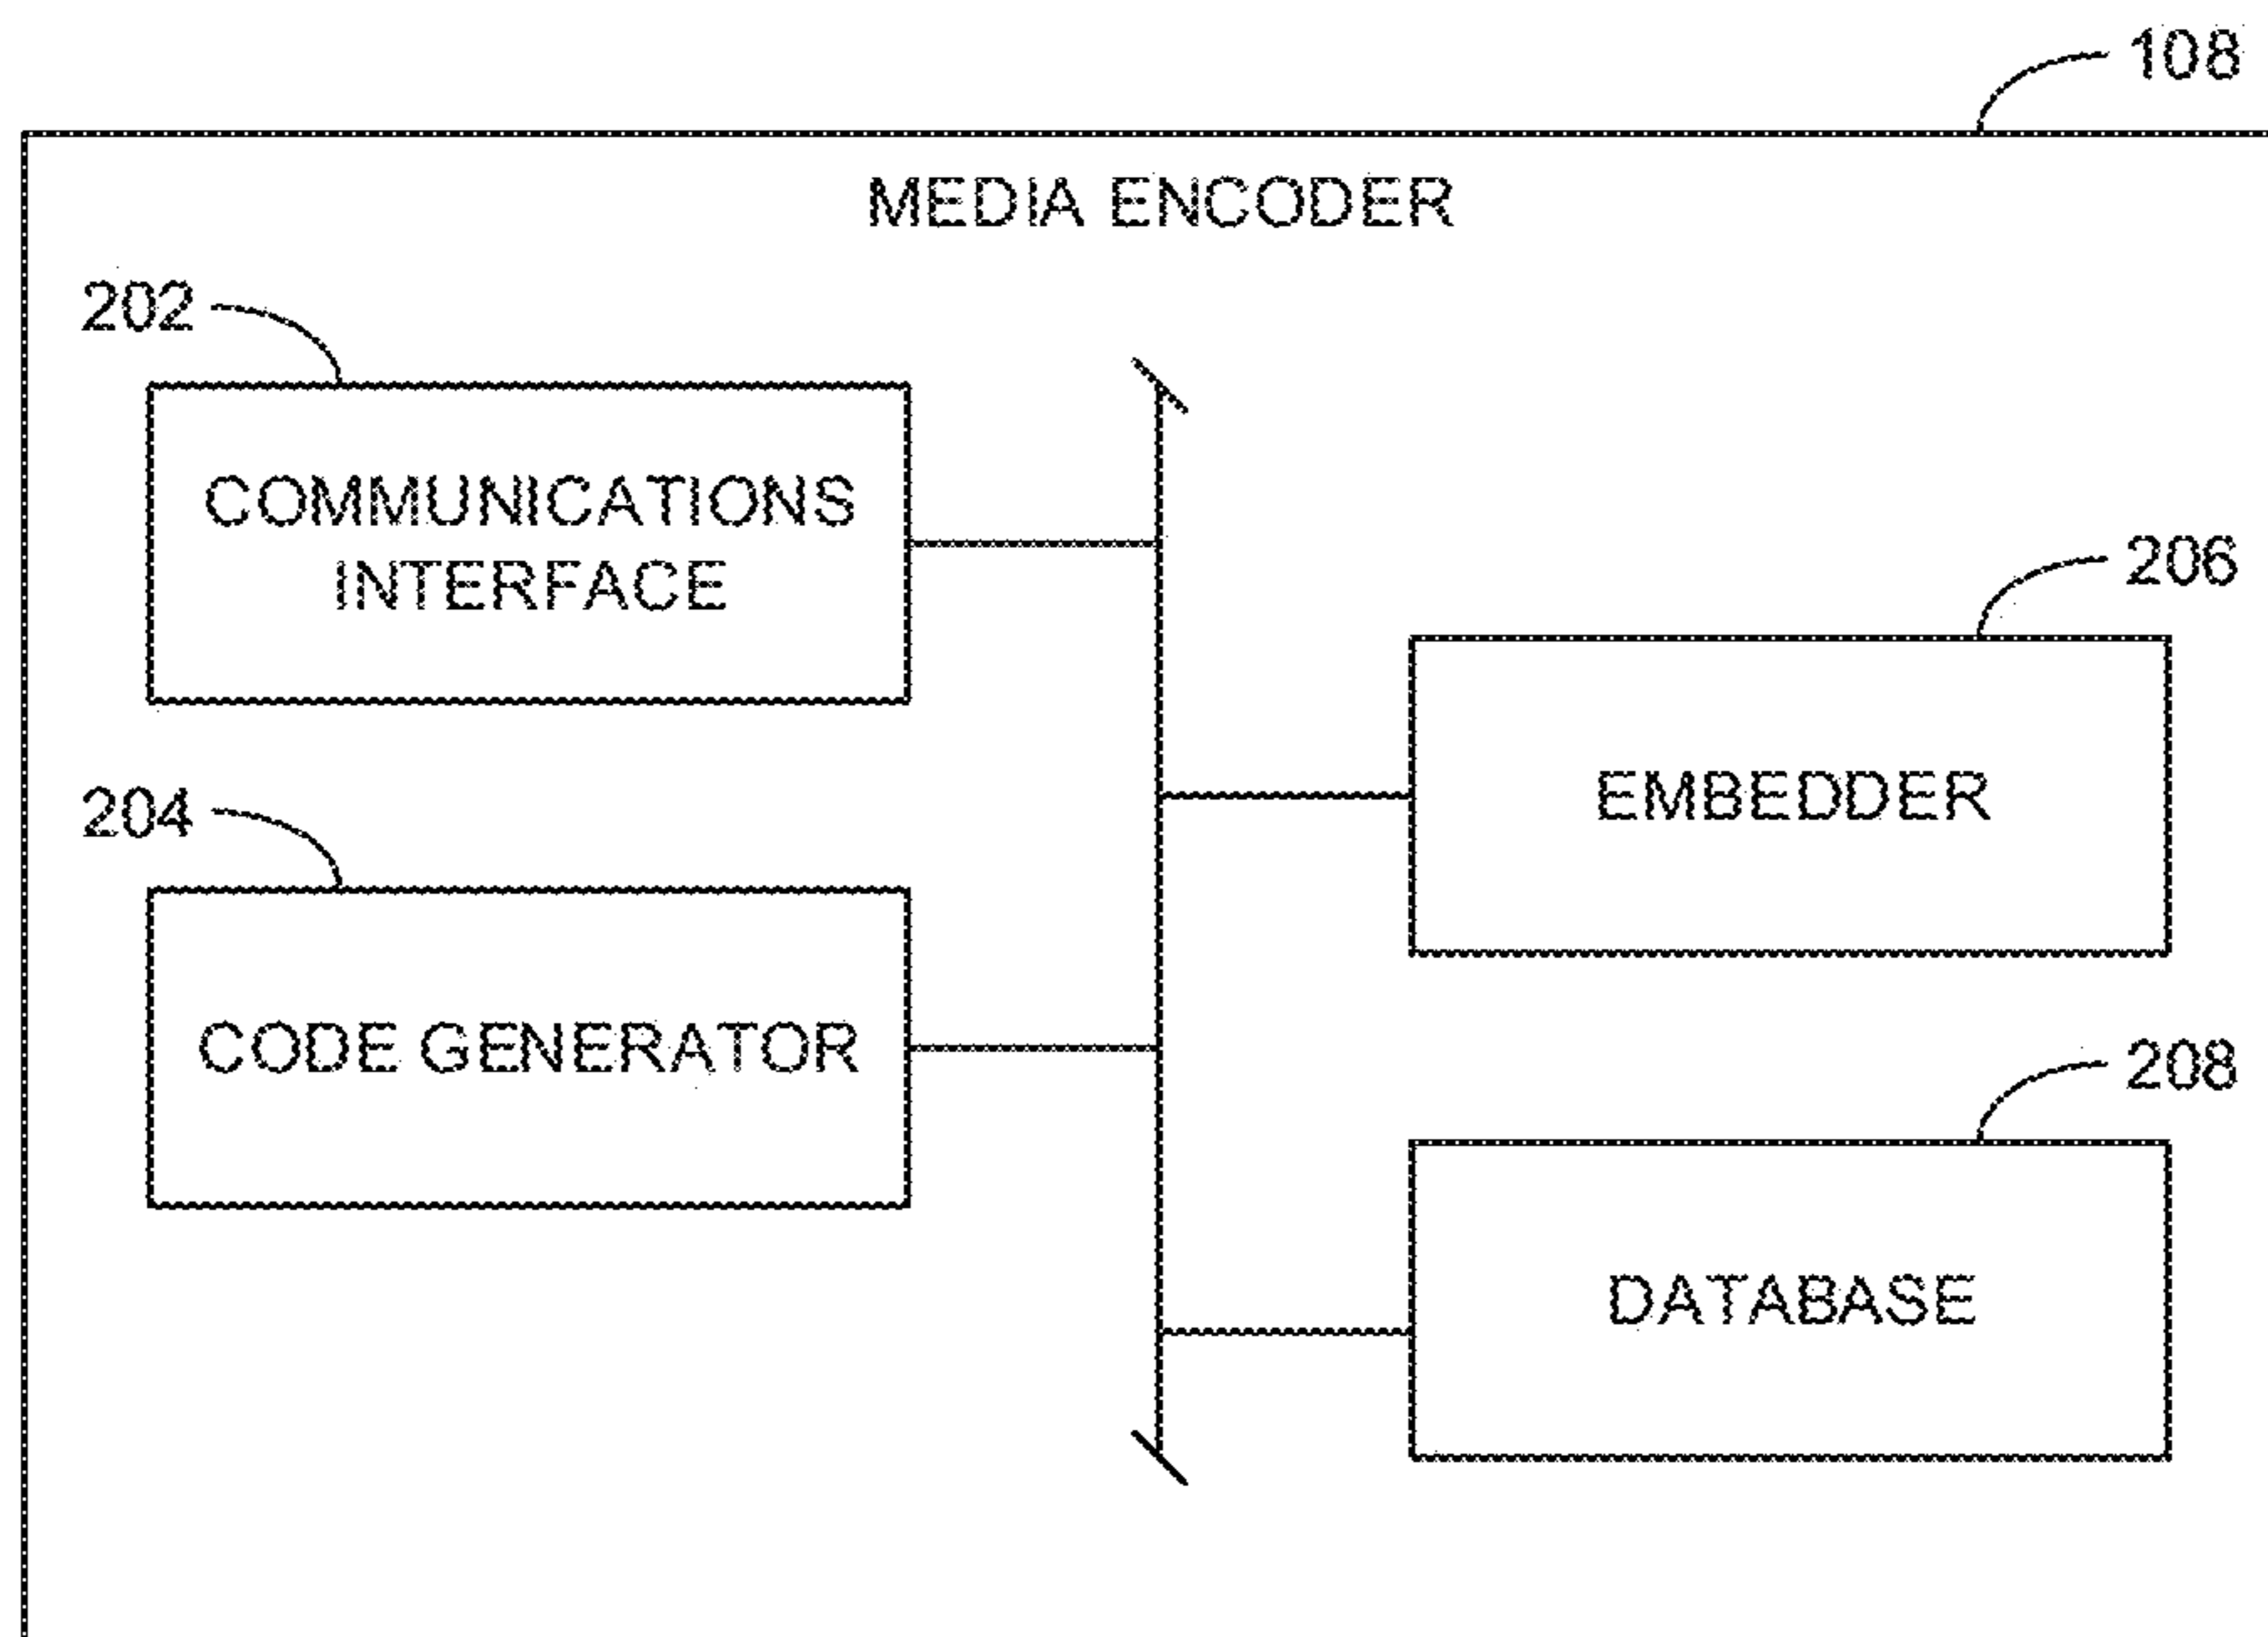 108
MEDIA ENCODER
202
COMMUNICATIONS
INTERFACE
206
EMBEDDER
204
CODE GENERATOR
208
DATABASE